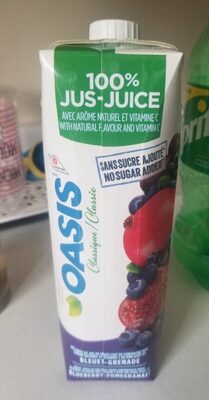 100%
JUS-JUICE
AVEC ARÔME NATUREL ET VITAMINE C
WITH NATURAL FLAVOUR AND VITAMIN C
SANS SUCRE AJOUTÉ
NO SUGAR ADDED
OASIS
Classique/Classic
BLEUET-GRENADE
BLUEBERRY-POMEGRANATE